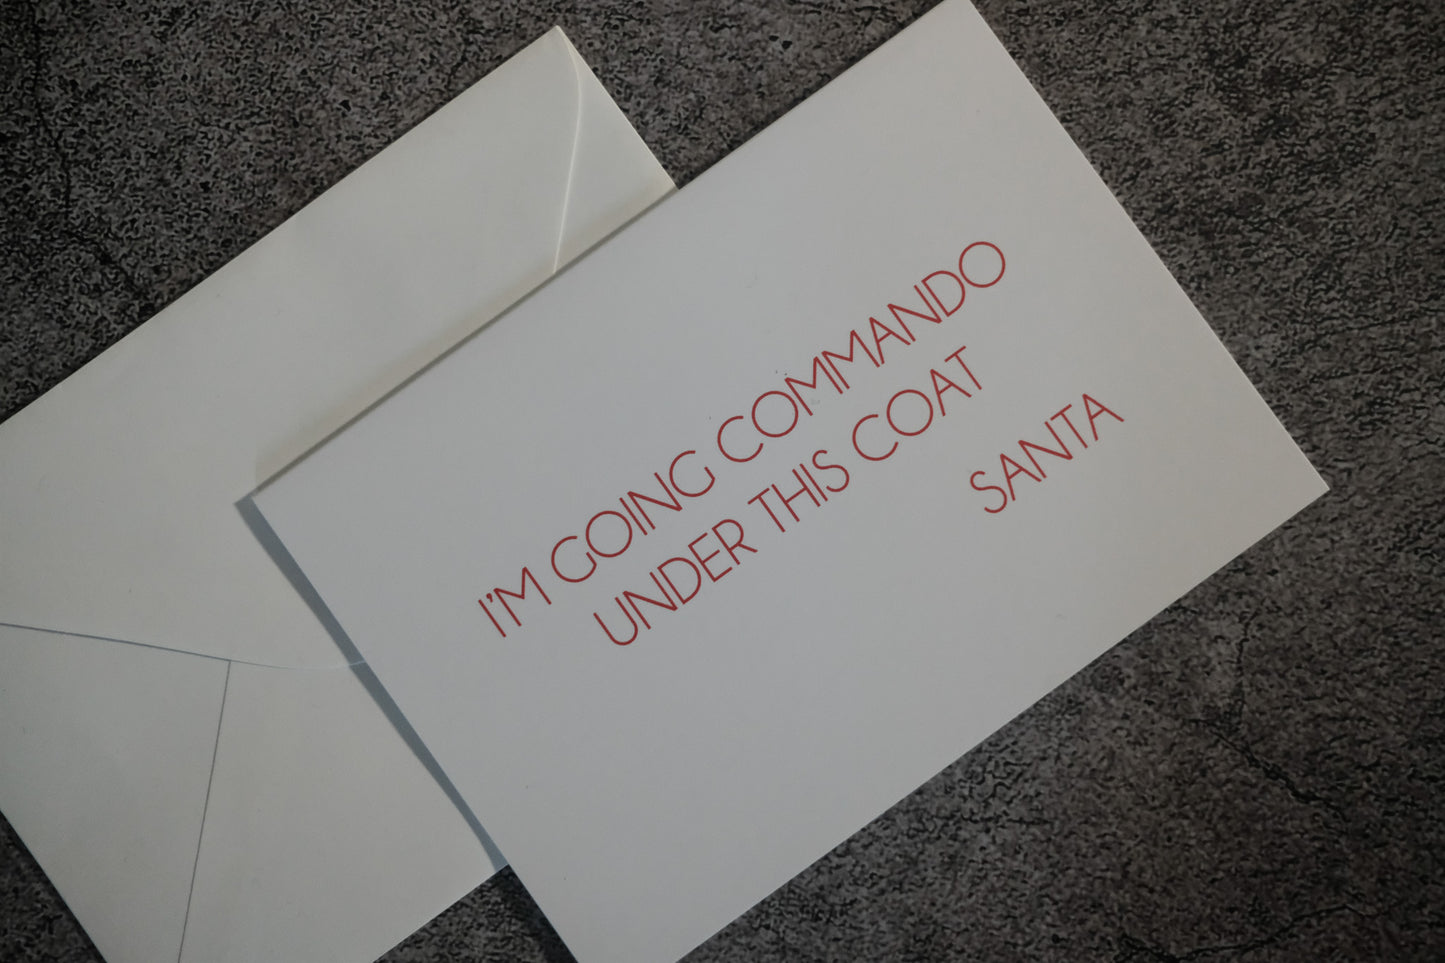 I'M GOING COMMANDO
UNDER THIS COAT
SANTA